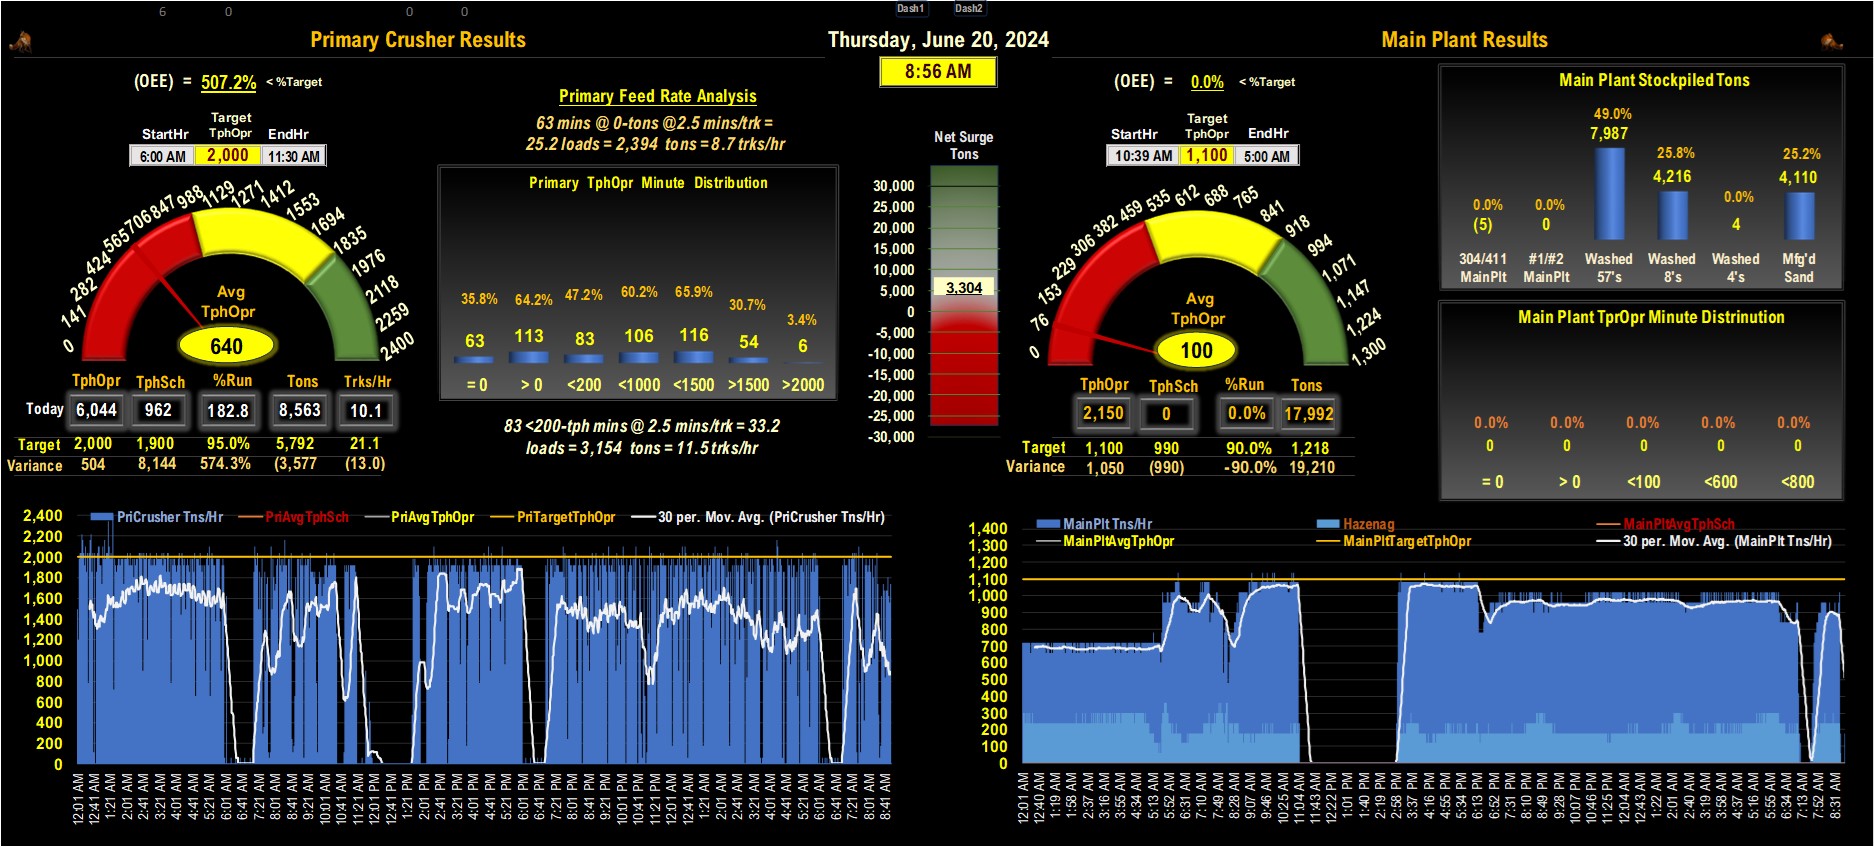 6 0 0 0 Dash1 Dash2
Primary Crusher Results
Thursday, June 20, 2024
Main Plant Results
8:56 AM
(OEE) = 507.2% < %Target
Target
StartHr TphOpr EndHr
6:00 AM 2,000 11:30 AM
0 141 282 424 565 706 847 988 1129 1271 1412 1553 1694 1835 1976 2118 2259 2400
Avg
TphOpr
640
TphOpr TphSch %Run Tons Trks/Hr
Today 6,044 962 182.8 8,563 10.1
Target 2,000 1,900 95.0% 5,792 21.1
Variance 504 8,144 574.3% (3,577 (13.0)
Primary Feed Rate Analysis
63 mins @ 0-tons @2.5 mins/trk =
25.2 loads = 2,394 tons = 8.7 trks/hr
Primary TphOpr Minute Distribution
35.8% 64.2% 47.2% 60.2% 65.9% 30.7% 3.4%
63 113 83 106 116 54 6
= 0 > 0 <200 <1000 <1500 >1500 >2000
83 <200-tph mins @ 2.5 mins/trk = 33.2
loads = 3,154 tons = 11.5 trks/hr
Net Surge
Tons
30,000
25,000
20,000
15,000
10,000
5,000
3,304
0
-5,000
-10,000
-15,000
-20,000
-25,000
-30,000
(OEE) = 0.0% < %Target
Target
StartHr TphOpr EndHr
10:39 AM 1,100 5:00 AM
0 76 153 229 306 382 459 535 612 688 765 841 918 994 1,071 1,147 1,224 1,300
Avg
TphOpr
100
TphOpr TphSch %Run Tons
2,150 0 0.0% 17,992
Target 1,100 990 90.0% 1,218
Variance 1,050 (990) -90.0% 19,210
Main Plant Stockpiled Tons
0.0% 0.0% 49.0% 25.8% 0.0% 25.2%
(5) 0 7,987 4,216 4 4,110
304/411 #1/#2 Washed Washed Washed Mfg'd
MainPlt MainPlt 57's 8's 4's Sand
Main Plant TprOpr Minute Distrinution
0.0% 0.0% 0.0% 0.0% 0.0%
0 0 0 0 0
= 0 > 0 <100 <600 <800
PriCrusher Tns/Hr PriAvgTphSch PriAvgTphOpr PriTargetTphOpr 30 per. Mov. Avg. (PriCrusher Tns/Hr)
2,400
2,200
2,000
1,800
1,600
1,400
1,200
1,000
800
600
400
200
0
12:01 AM 12:41 AM 1:21 AM 2:01 AM 2:41 AM 3:21 AM 4:01 AM 4:41 AM 5:21 AM 6:01 AM 6:41 AM 7:21 AM 8:01 AM 8:41 AM 9:21 AM 10:01 AM 10:41 AM 11:21 AM 12:01 PM 12:41 PM 1:21 PM 2:01 PM 2:41 PM 3:21 PM 4:01 PM 4:41 PM 5:21 PM 6:01 PM 6:41 PM 7:21 PM 8:01 PM 8:41 PM 9:21 PM 10:01 PM 10:41 PM 11:21 PM 12:01 AM 12:41 AM 1:21 AM 2:01 AM 2:41 AM 3:21 AM 4:01 AM 4:41 AM 5:21 AM 6:01 AM 6:41 AM 7:21 AM 8:01 AM 8:41 AM
MainPlt Tns/Hr Hazenag MainPltAvgTphSch
MainPltAvgTphOpr MainPltTargetTphOpr 30 per. Mov. Avg. (MainPlt Tns/Hr)
1,400
1,300
1,200
1,100
1,000
900
800
700
600
500
400
300
200
100
0
12:01 AM 12:40 AM 1:19 AM 1:58 AM 2:37 AM 3:16 AM 3:55 AM 4:34 AM 5:13 AM 5:52 AM 6:31 AM 7:10 AM 7:49 AM 8:28 AM 9:07 AM 9:46 AM 10:25 AM 11:04 AM 11:43 AM 12:22 PM 1:01 PM 1:40 PM 2:19 PM 2:58 PM 3:37 PM 4:16 PM 4:55 PM 5:34 PM 6:13 PM 6:52 PM 7:31 PM 8:10 PM 8:49 PM 9:28 PM 10:07 PM 10:46 PM 11:25 PM 12:04 AM 12:43 AM 1:22 AM 2:01 AM 2:40 AM 3:19 AM 3:58 AM 4:37 AM 5:16 AM 5:55 AM 6:34 AM 7:13 AM 7:52 AM 8:31 AM